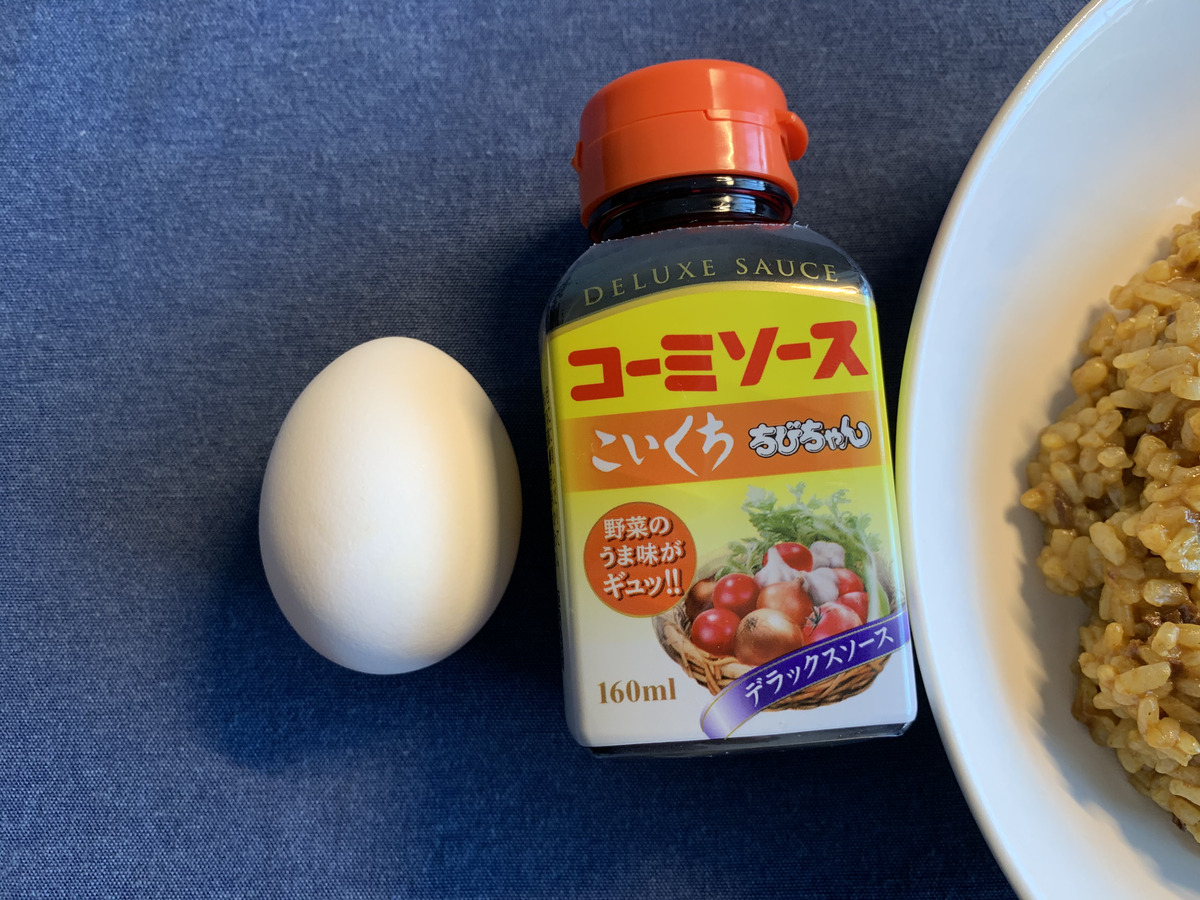 DELUXE SAUCE
コーミソース
こいくち ちびちゃん
野菜の
うま味が
ギュッ!!
デラックスソース
160ml